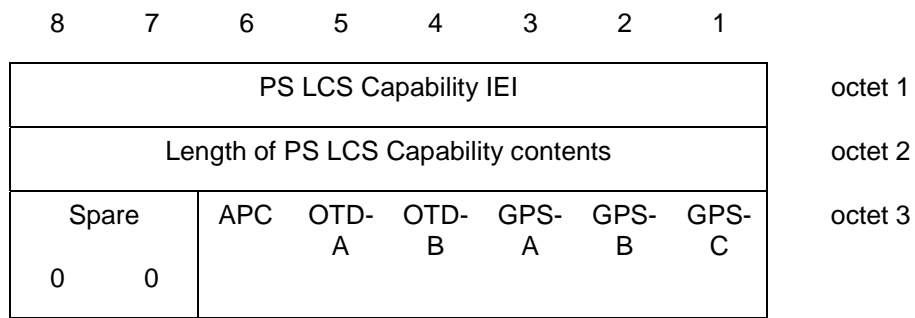 8 7 6 5 4 3 2 1
PS LCS Capability IEI octet 1
Length of PS LCS Capability contents octet 2
Spare APC OTD- OTD- GPS- GPS- GPS- octet 3
A B A B C
0 0